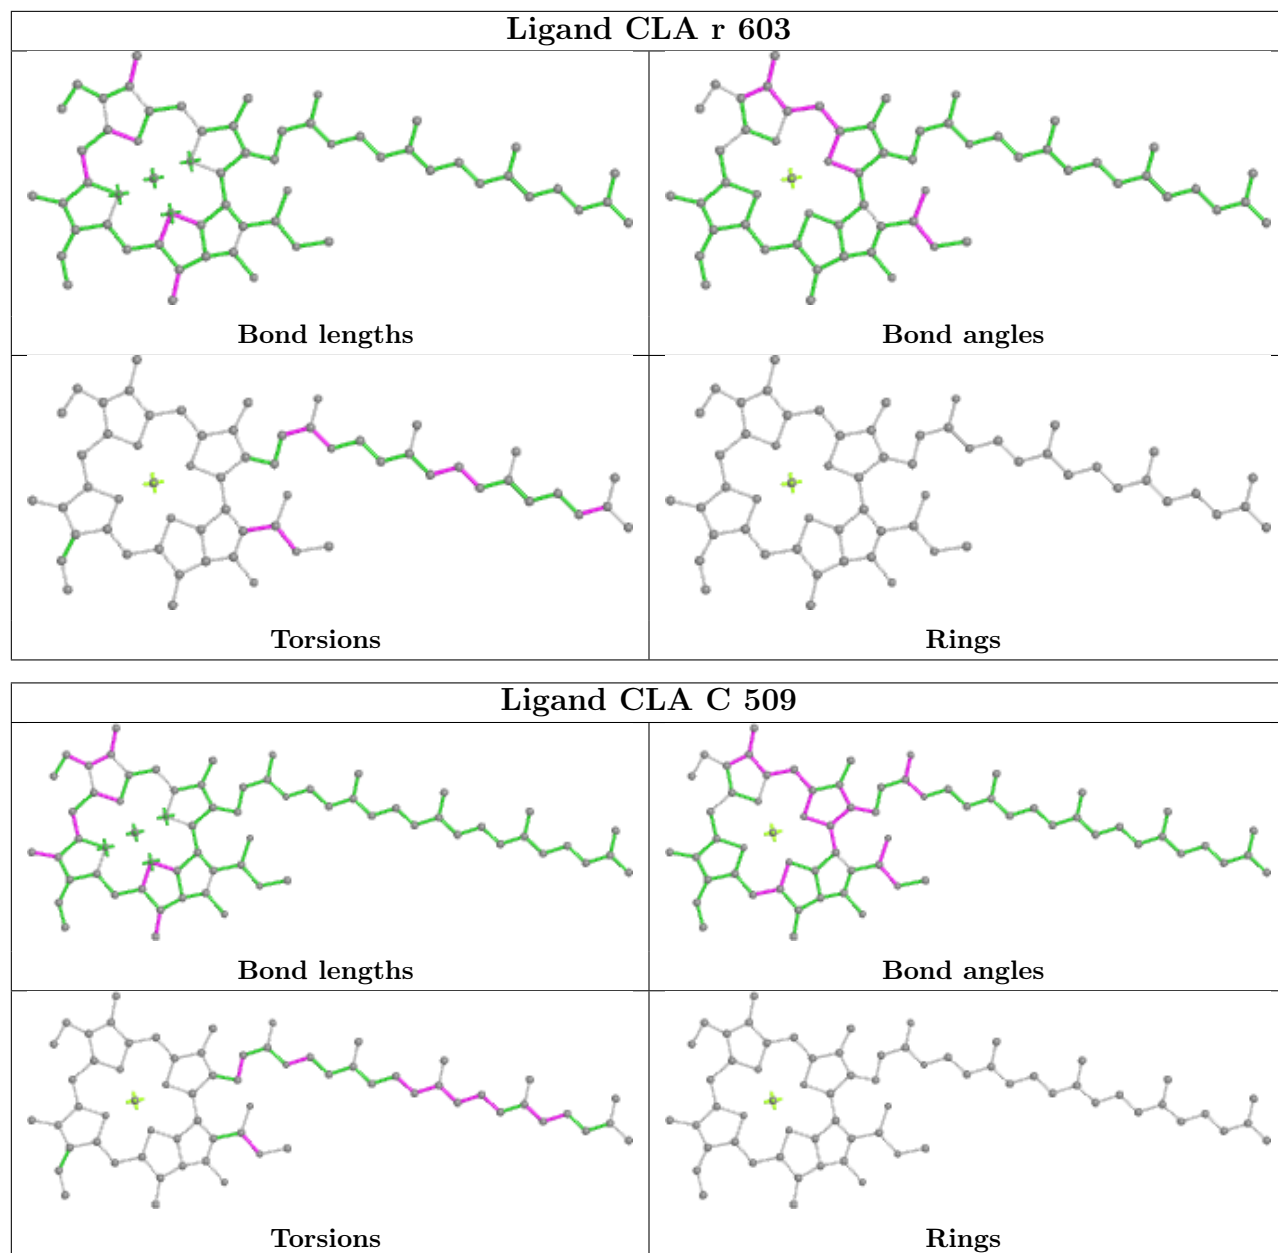 Ligand CLA r 603
Bond lengths
Bond angles
Torsions
Rings
Ligand CLA C 509
Bond lengths
Bond angles
Torsions
Rings